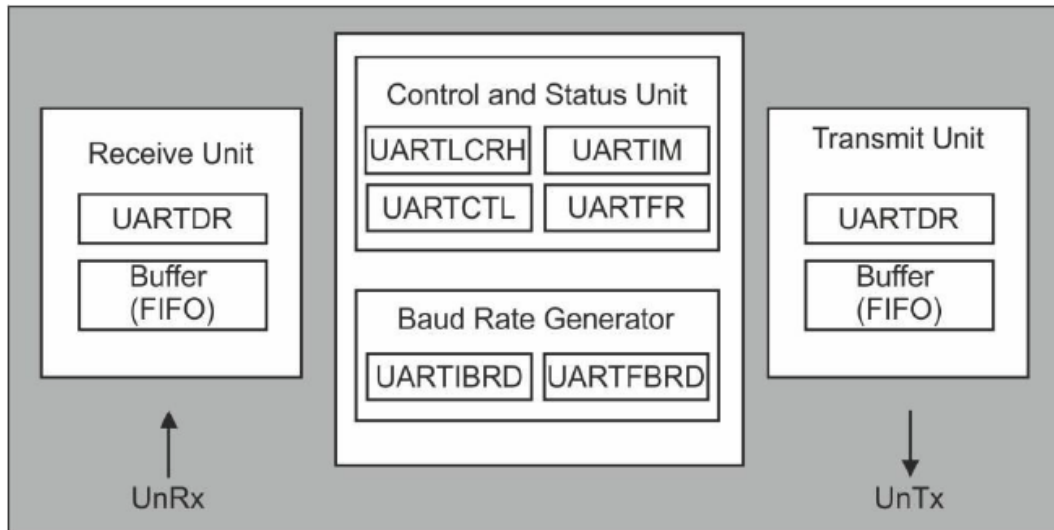 Receive Unit
UARTDR
Buffer
(FIFO)
UnRx
Control and Status Unit
UARTLCRH
UARTIM
UARTCTL
UARTFR
Baud Rate Generator
UARTIBRD
UARTFBRD
Transmit Unit
UARTDR
Buffer
(FIFO)
UnTx